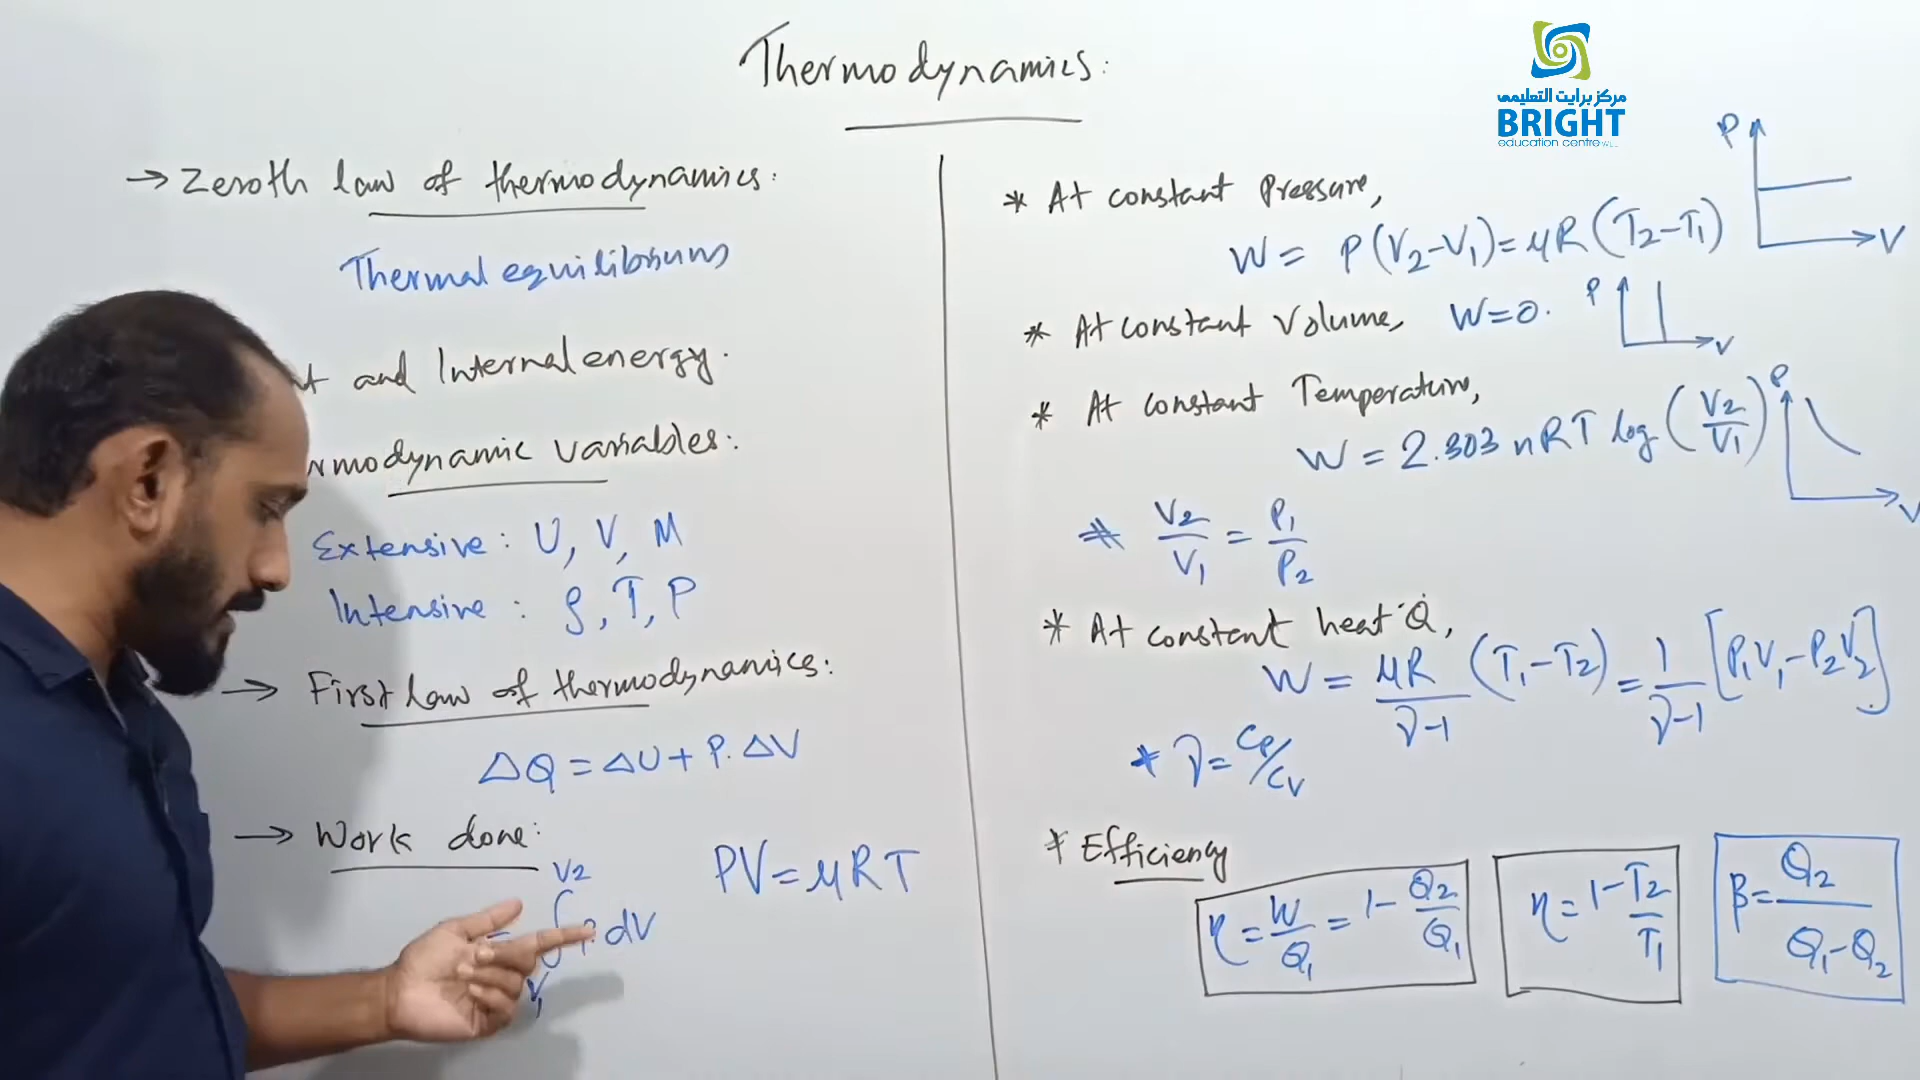 Thermodynamics:
مركز برايت التعليمي
BRIGHT
education centre W.L.L
→ Zeroth law of thermodynamics:
Thermal equilibrium
and Internal energy.
modynamic variables:
Extensive: U, V, M
Intensive: ρ, T, P
→ First law of thermodynamics:
ΔQ = ΔU + P.ΔV
→ Work done:
= ∫ V1 V2 P.dV
PV = μRT
* At constant Pressure,
W = P(V2-V1) = μR(T2-T1)
P
V
* At constant Volume, W=0.
P
V
* At constant Temperature,
W = 2.303 nRT log (V2/V1)
P
V
* V2/V1 = P1/P2
* At constant heat 'Q',
W = μR/γ-1 (T1-T2) = 1/γ-1 [P1V1-P2V2]
* γ = CP/CV
* Efficiency
η = W/Q1 = 1- Q2/Q1
η = 1- T2/T1
β = Q2/Q1-Q2